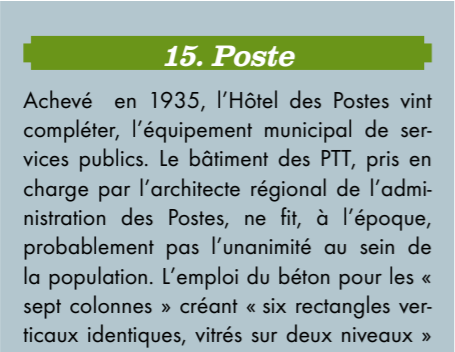 15. Poste
Achevé en 1935, l'Hôtel des Postes vint
compléter, l'équipement municipal de ser-
vices publics. Le bâtiment des PTT, pris en
charge par l'architecte régional de l'admi-
nistration des Postes, ne fit, à l'époque,
probablement pas l'unanimité au sein de
la population. L'emploi du béton pour les «
sept colonnes » créant « six rectangles ver-
ticaux identiques, vitrés sur deux niveaux »